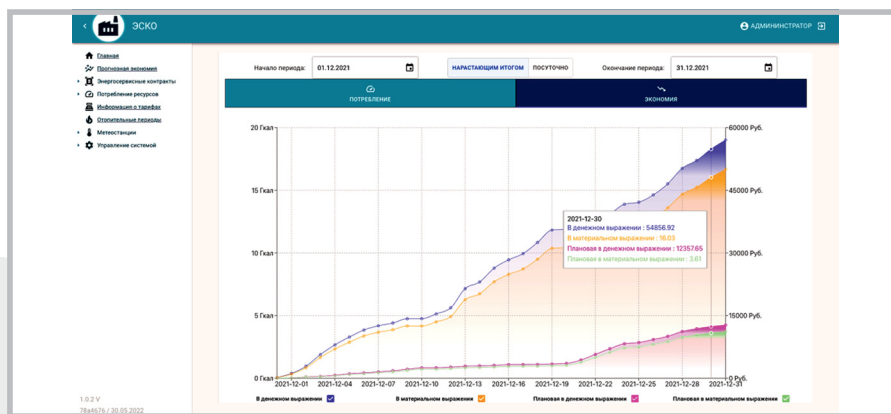 ЭСКО
АДМИНИНСТРАТОР
Главная
Прогнозная экономия
Энергосервисные контракты
Потребление ресурсов
Информация о тарифах
Отопительные периоды
Метеостанции
Управление системой
Начало периода: 01.12.2021 НАРАСТАЮЩИМ ИТОГОМ ПОСУТОЧНО Окончание периода: 31.12.2021
ПОТРЕБЛЕНИЕ ЭКОНОМИЯ
20 Гкал 60000 Руб.
15 Гкал 45000 Руб.
2021-12-30
В денежном выражении : 54856.92
В материальном выражении : 16.03
Плановая в денежном выражении : 12357.65
Плановая в материальном выражении : 3.61
10 Гкал 30000 Руб.
5 Гкал 15000 Руб.
0 Гкал 0 Руб.
2021-12-01 2021-12-04 2021-12-07 2021-12-10 2021-12-13 2021-12-16 2021-12-19 2021-12-22 2021-12-25 2021-12-28 2021-12-31
В денежном выражении В материальном выражении Плановая в денежном выражении Плановая в материальном выражении
1.0.2 V
78a4676 / 30.05.2022